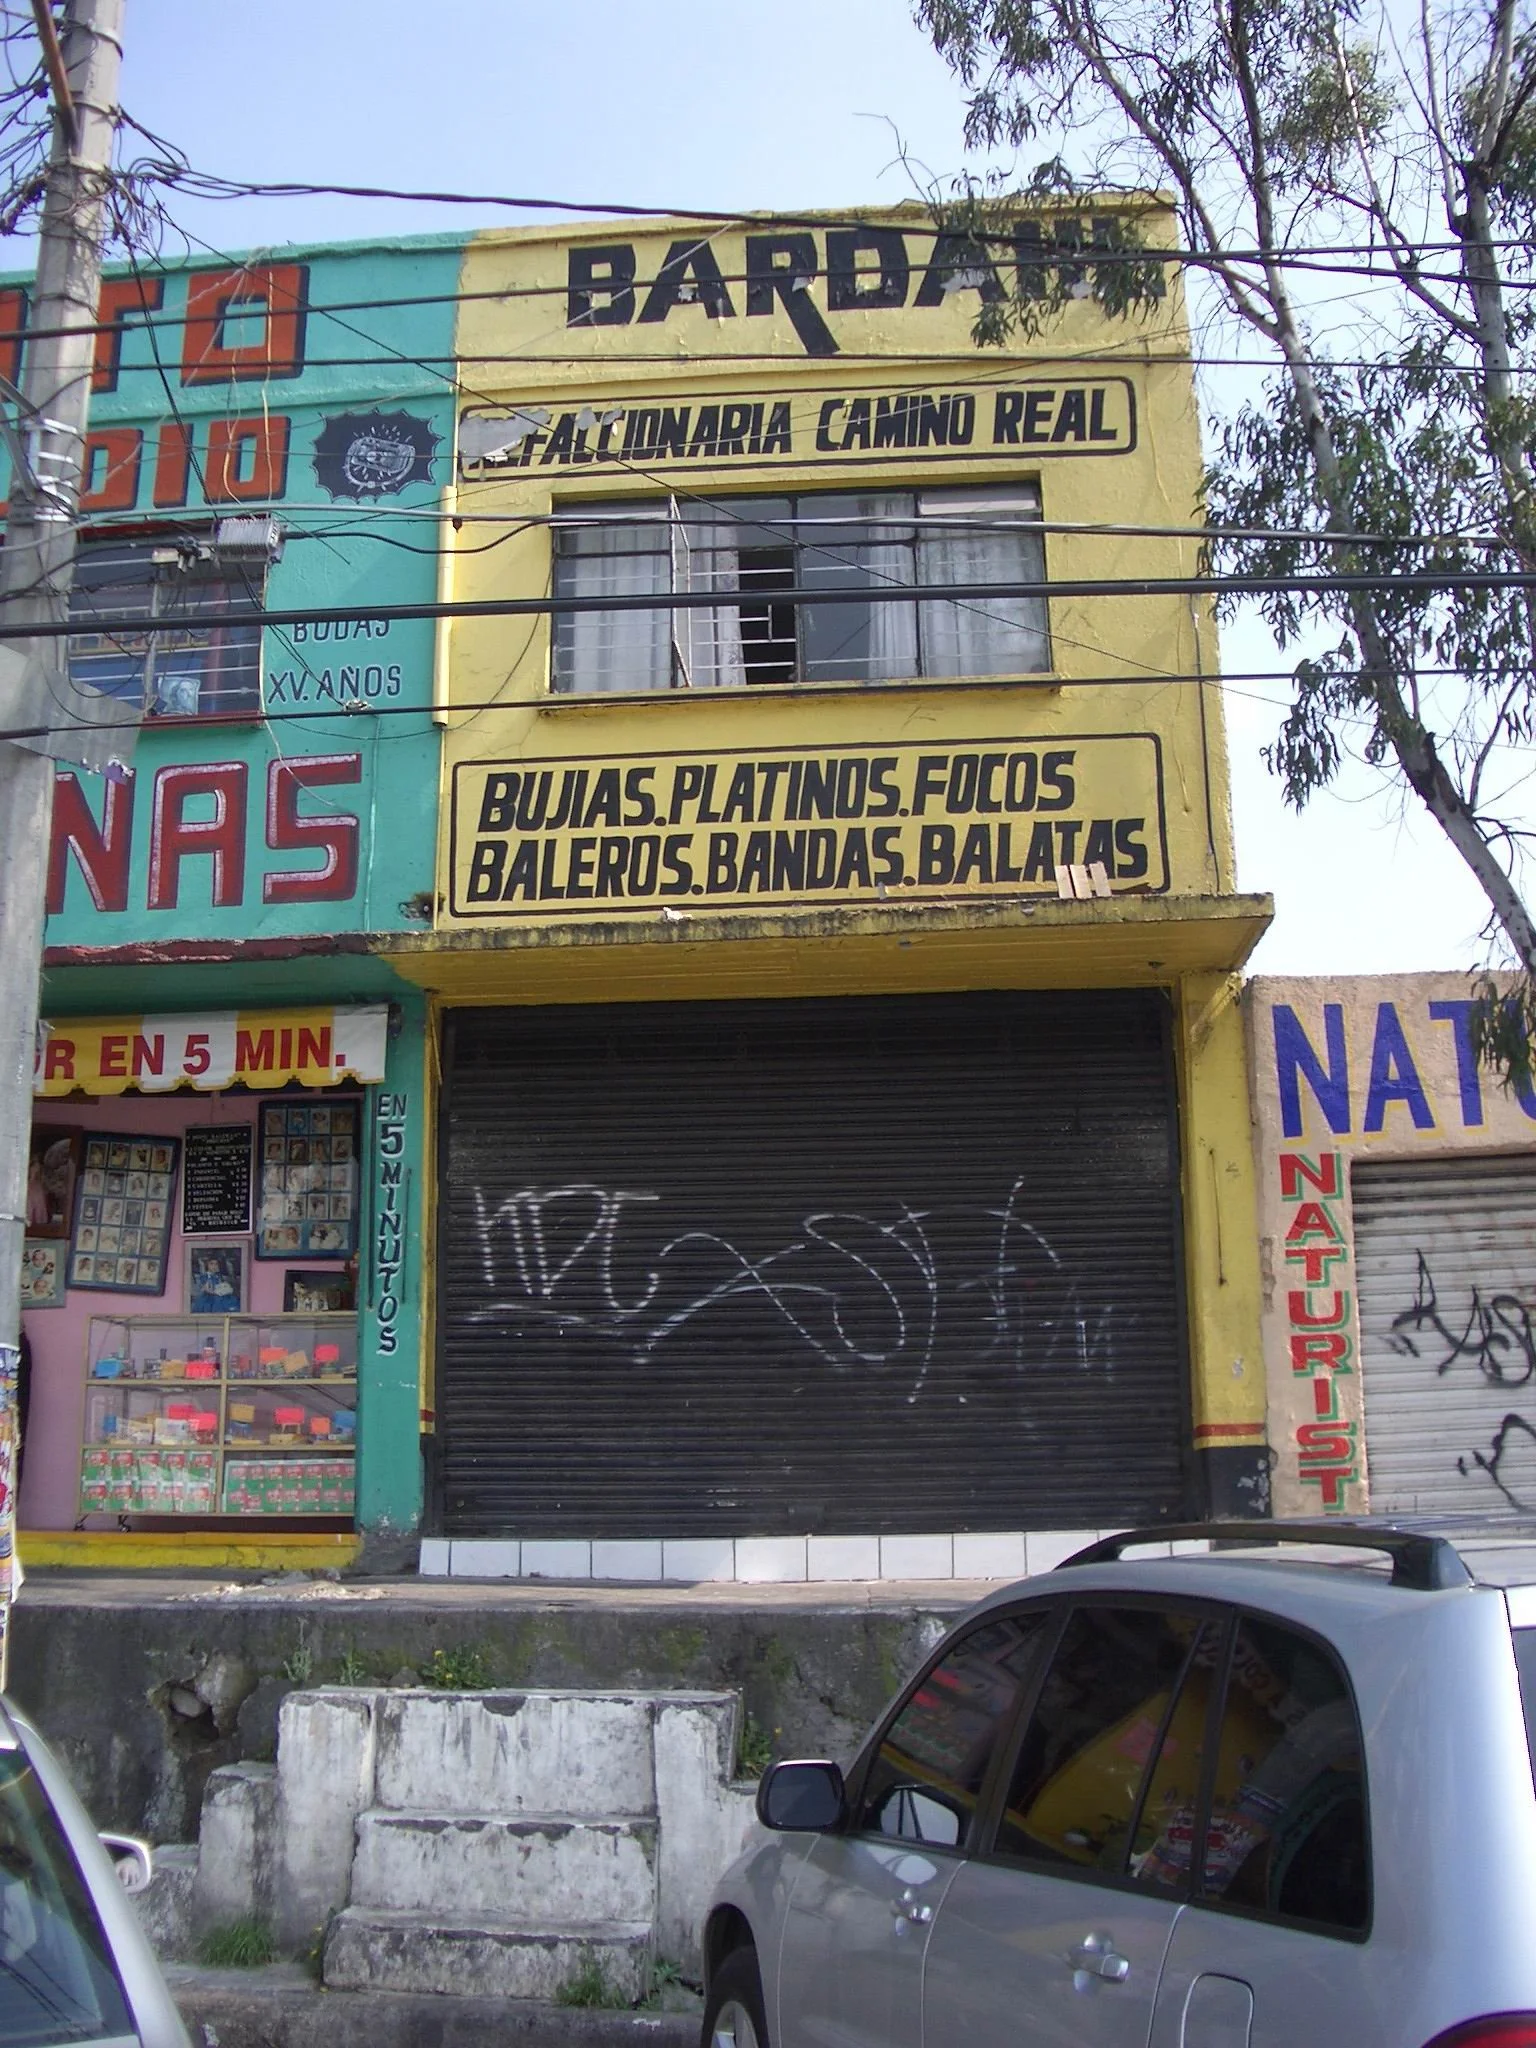 BARDAHL
REFACCIONARIA CAMINO REAL
BUJIAS.PLATINOS.FOCOS
BALEROS.BANDAS.BALATAS
BODAS
XV.AÑOS
NAS
R EN 5 MIN.
EN
5
MINUTOS
NAT
NATURIST